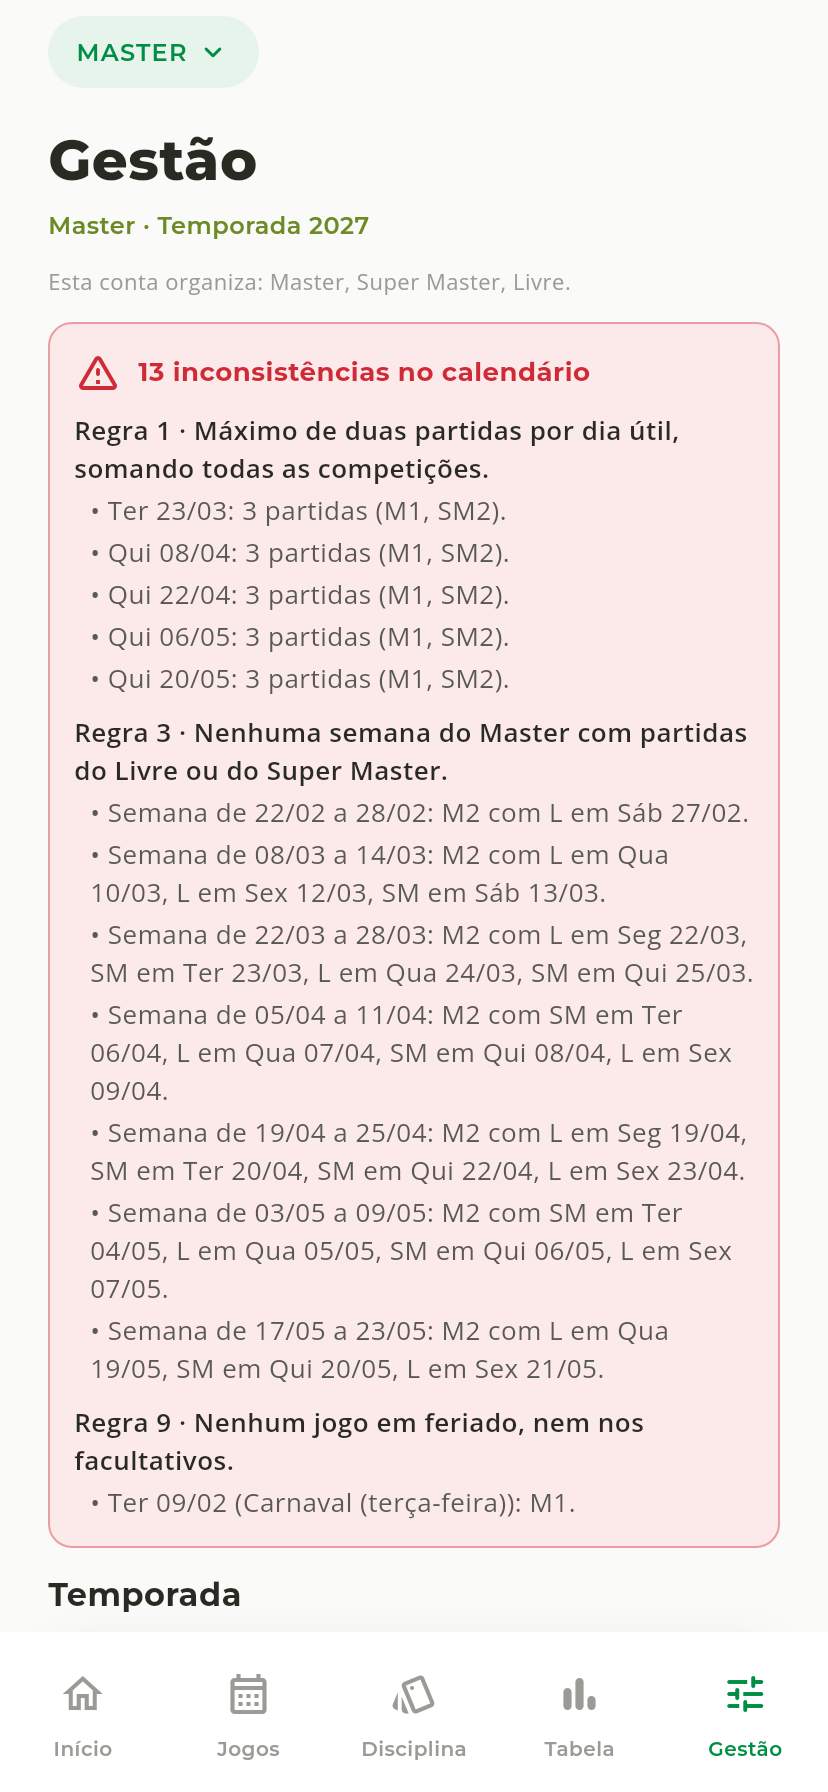 MASTER
Gestão
Master · Temporada 2027
Esta conta organiza: Master, Super Master, Livre.
13 inconsistências no calendário
Regra 1 · Máximo de duas partidas por dia útil,
somando todas as competições.
• Ter 23/03: 3 partidas (M1, SM2).
• Qui 08/04: 3 partidas (M1, SM2).
• Qui 22/04: 3 partidas (M1, SM2).
• Qui 06/05: 3 partidas (M1, SM2).
• Qui 20/05: 3 partidas (M1, SM2).
Regra 3 · Nenhuma semana do Master com partidas
do Livre ou do Super Master.
• Semana de 22/02 a 28/02: M2 com L em Sáb 27/02.
• Semana de 08/03 a 14/03: M2 com L em Qua
10/03, L em Sex 12/03, SM em Sáb 13/03.
• Semana de 22/03 a 28/03: M2 com L em Seg 22/03,
SM em Ter 23/03, L em Qua 24/03, SM em Qui 25/03.
• Semana de 05/04 a 11/04: M2 com SM em Ter
06/04, L em Qua 07/04, SM em Qui 08/04, L em Sex
09/04.
• Semana de 19/04 a 25/04: M2 com L em Seg 19/04,
SM em Ter 20/04, SM em Qui 22/04, L em Sex 23/04.
• Semana de 03/05 a 09/05: M2 com SM em Ter
04/05, L em Qua 05/05, SM em Qui 06/05, L em Sex
07/05.
• Semana de 17/05 a 23/05: M2 com L em Qua
19/05, SM em Qui 20/05, L em Sex 21/05.
Regra 9 · Nenhum jogo em feriado, nem nos
facultativos.
• Ter 09/02 (Carnaval (terça-feira)): M1.
Temporada
Início
Jogos
Disciplina
Tabela
Gestão